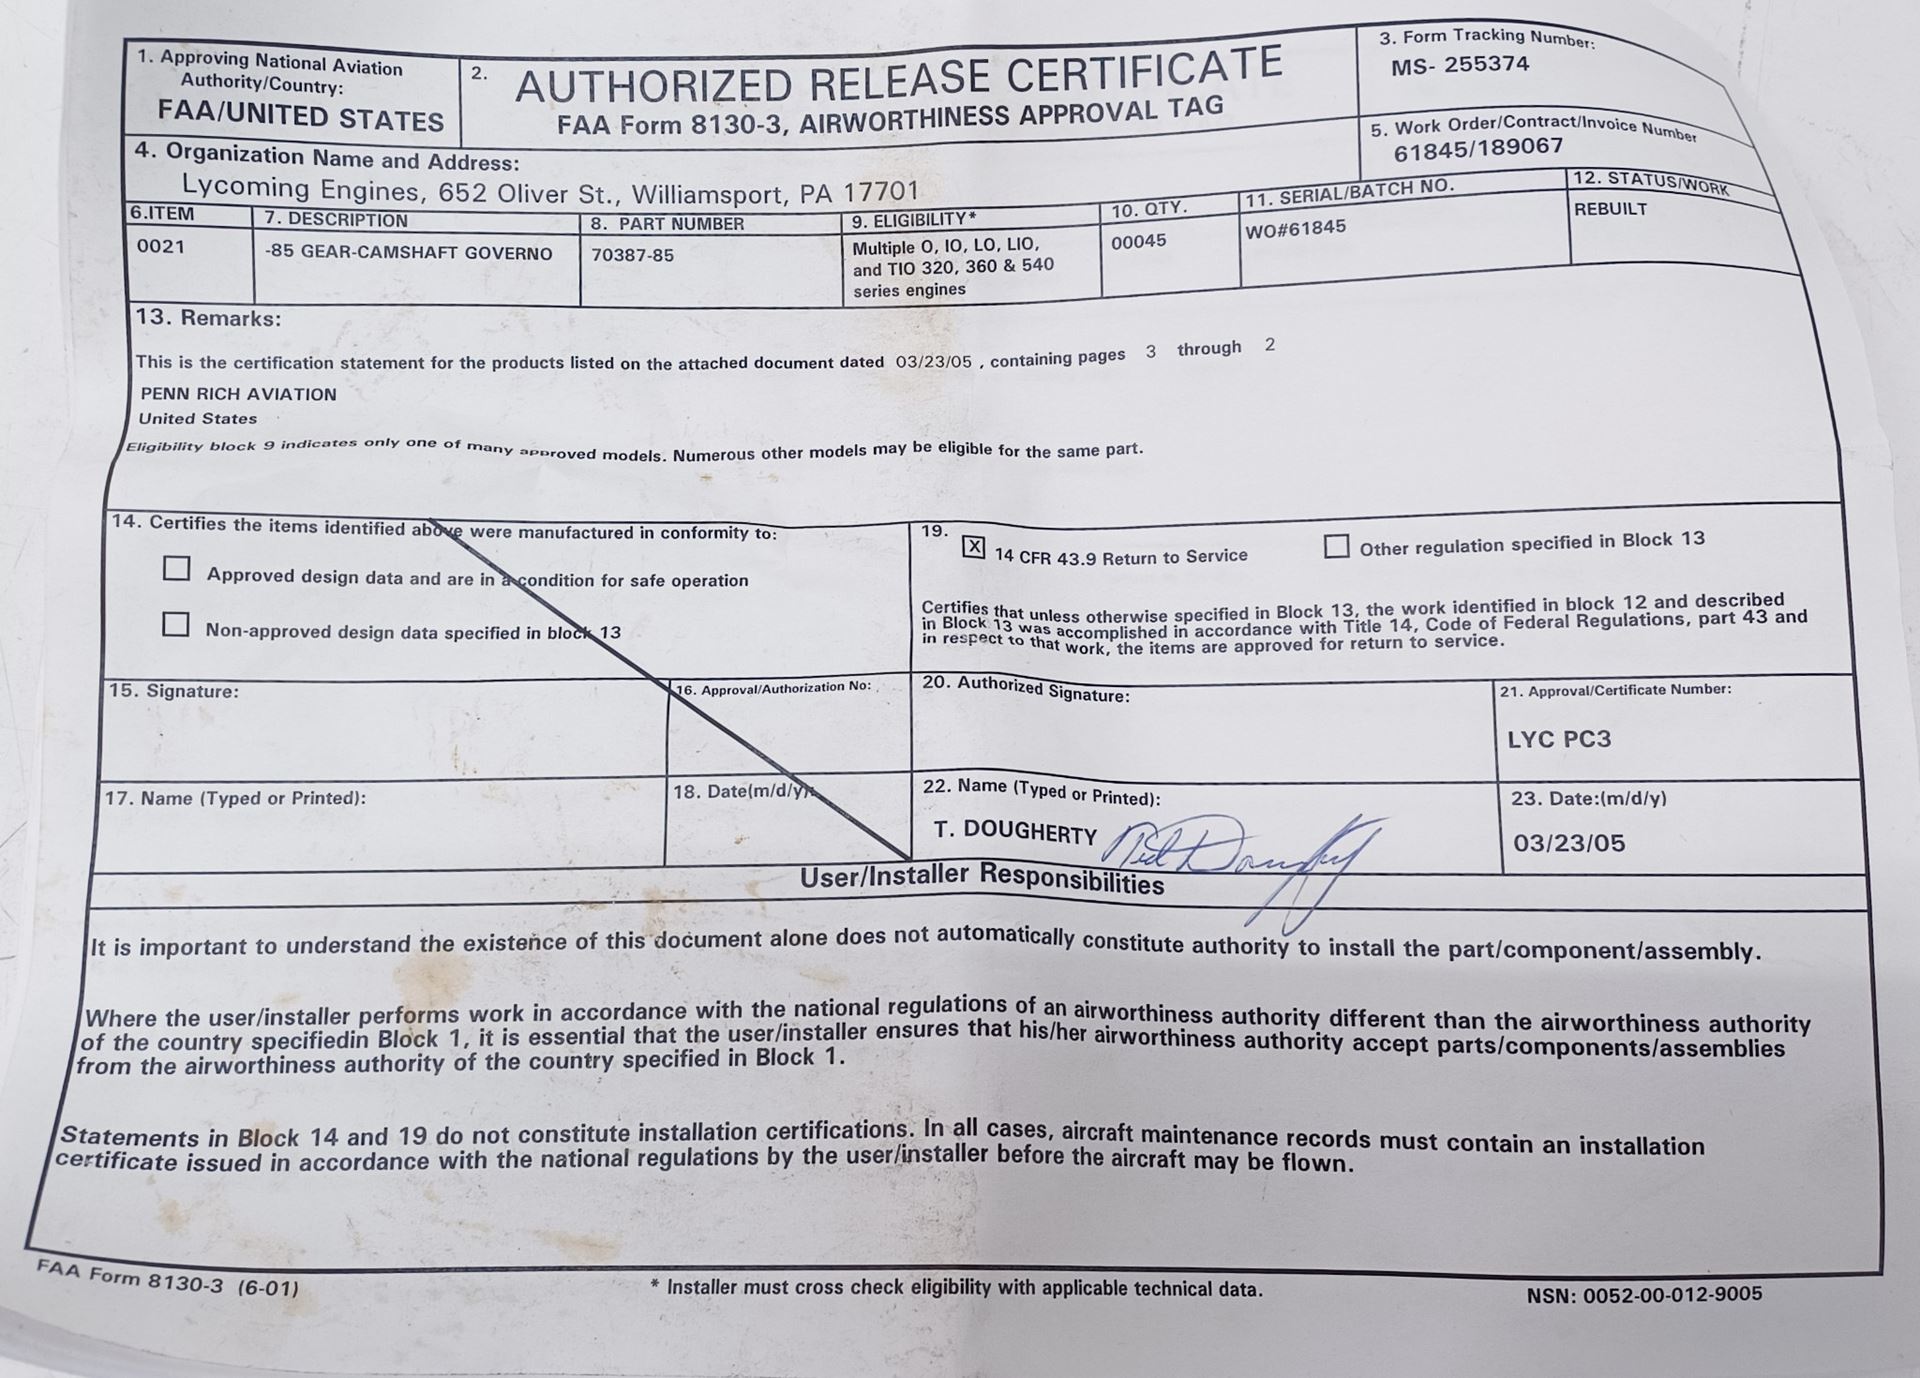 1. Approving National Aviation
Authority/Country:
FAA/UNITED STATES
2. AUTHORIZED RELEASE CERTIFICATE
FAA Form 8130-3, AIRWORTHINESS APPROVAL TAG
3. Form Tracking Number:
MS- 255374
4. Organization Name and Address:
Lycoming Engines, 652 Oliver St., Williamsport, PA 17701
5. Work Order/Contract/Invoice Number
61845/189067
6.ITEM
7. DESCRIPTION
8. PART NUMBER
9. ELIGIBILITY*
10. QTY.
11. SERIAL/BATCH NO.
12. STATUS/WORK
0021
-85 GEAR-CAMSHAFT GOVERNO
70387-85
Multiple O, IO, LO, LIO,
and TIO 320, 360 & 540
series engines
00045
WO#61845
REBUILT
13. Remarks:
This is the certification statement for the products listed on the attached document dated 03/23/05 , containing pages 3 through 2
PENN RICH AVIATION
United States
Eligibility block 9 indicates only one of many approved models. Numerous other models may be eligible for the same part.
14. Certifies the items identified above were manufactured in conformity to:
Approved design data and are in a condition for safe operation
Non-approved design data specified in block 13
19.
X 14 CFR 43.9 Return to Service
Other regulation specified in Block 13
Certifies that unless otherwise specified in Block 13, the work identified in block 12 and described
in Block 13 was accomplished in accordance with Title 14, Code of Federal Regulations, part 43 and
in respect to that work, the items are approved for return to service.
15. Signature:
16. Approval/Authorization No:
20. Authorized Signature:
21. Approval/Certificate Number:
LYC PC3
17. Name (Typed or Printed):
18. Date(m/d/y):
22. Name (Typed or Printed):
T. DOUGHERTY
23. Date:(m/d/y)
03/23/05
User/Installer Responsibilities
It is important to understand the existence of this document alone does not automatically constitute authority to install the part/component/assembly.
Where the user/installer performs work in accordance with the national regulations of an airworthiness authority different than the airworthiness authority
of the country specifiedin Block 1, it is essential that the user/installer ensures that his/her airworthiness authority accept parts/components/assemblies
from the airworthiness authority of the country specified in Block 1.
Statements in Block 14 and 19 do not constitute installation certifications. In all cases, aircraft maintenance records must contain an installation
certificate issued in accordance with the national regulations by the user/installer before the aircraft may be flown.
FAA Form 8130-3 (6-01)
* Installer must cross check eligibility with applicable technical data.
NSN: 0052-00-012-9005